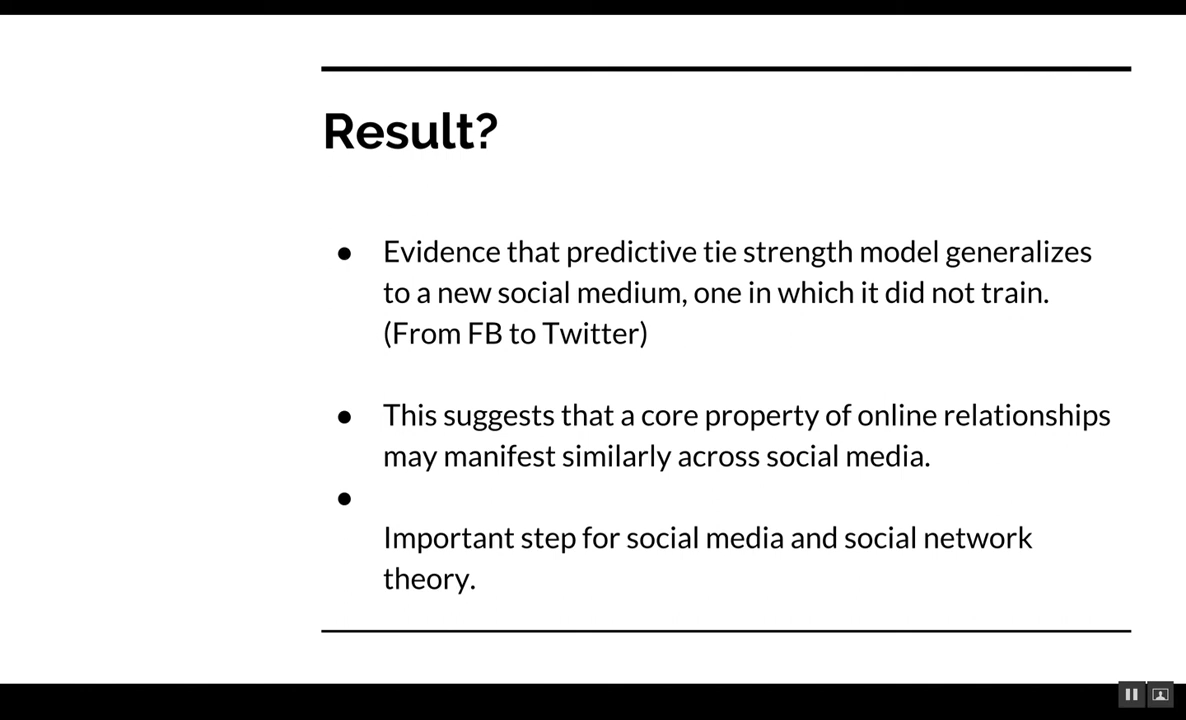 Result?
● Evidence that predictive tie strength model generalizes
to a new social medium, one in which it did not train.
(From FB to Twitter)
● This suggests that a core property of online relationships
may manifest similarly across social media.
●
Important step for social media and social network
theory.